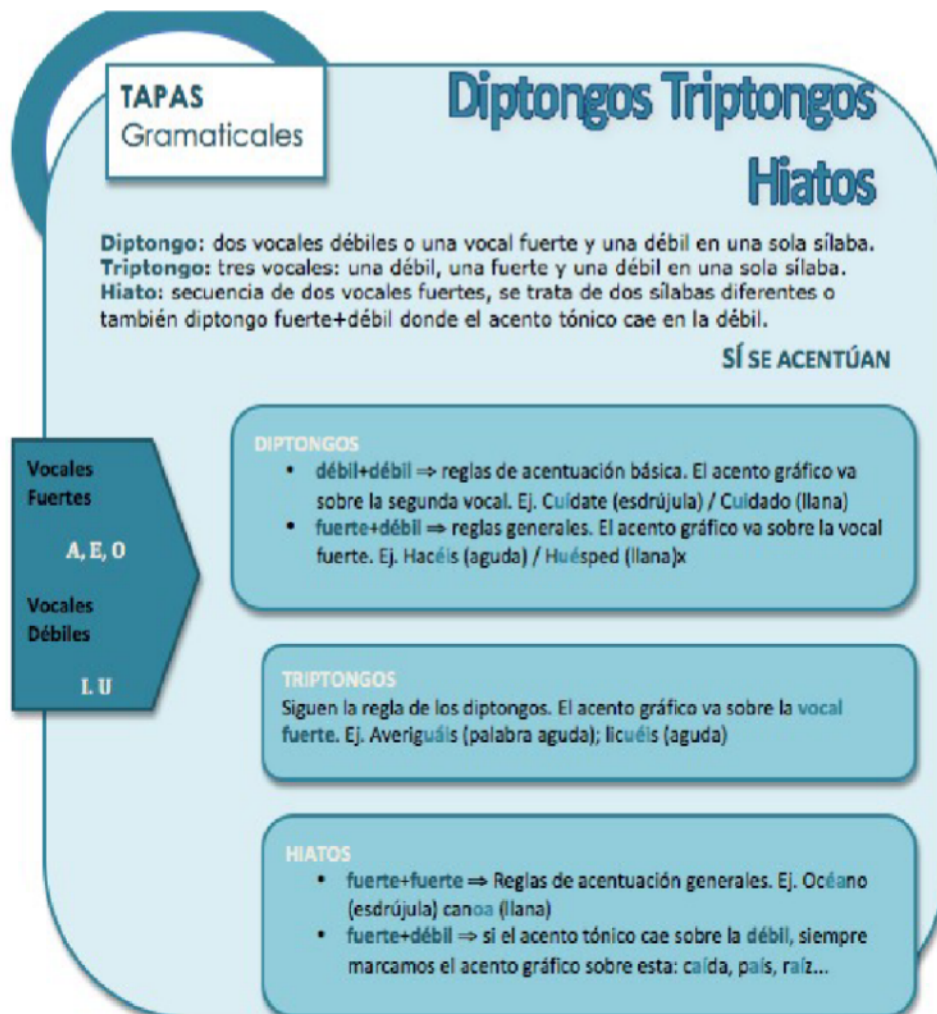 TAPAS
Gramaticales
Diptongos Triptongos
Hiatos
Diptongo: dos vocales débiles o una vocal fuerte y una débil en una sola sílaba.
Triptongo: tres vocales: una débil, una fuerte y una débil en una sola sílaba.
Hiato: secuencia de dos vocales fuertes, se trata de dos sílabas diferentes o
también diptongo fuerte+débil donde el acento tónico cae en la débil.
SÍ SE ACENTÚAN
Vocales
Fuertes
A, E, O
Vocales
Débiles
I. U
DIPTONGOS
• débil+débil ⇒ reglas de acentuación básica. El acento gráfico va
sobre la segunda vocal. Ej. Cuídate (esdrújula) / Cuidado (llana)
• fuerte+débil ⇒ reglas generales. El acento gráfico va sobre la vocal
fuerte. Ej. Hacéis (aguda) / Huésped (llana)x
TRIPTONGOS
Siguen la regla de los diptongos. El acento gráfico va sobre la vocal
fuerte. Ej. Averiguáis (palabra aguda); licuéis (aguda)
HIATOS
• fuerte+fuerte ⇒ Reglas de acentuación generales. Ej. Océano
(esdrújula) canoa (llana)
• fuerte+débil ⇒ si el acento tónico cae sobre la débil, siempre
marcamos el acento gráfico sobre esta: caída, país, raíz...